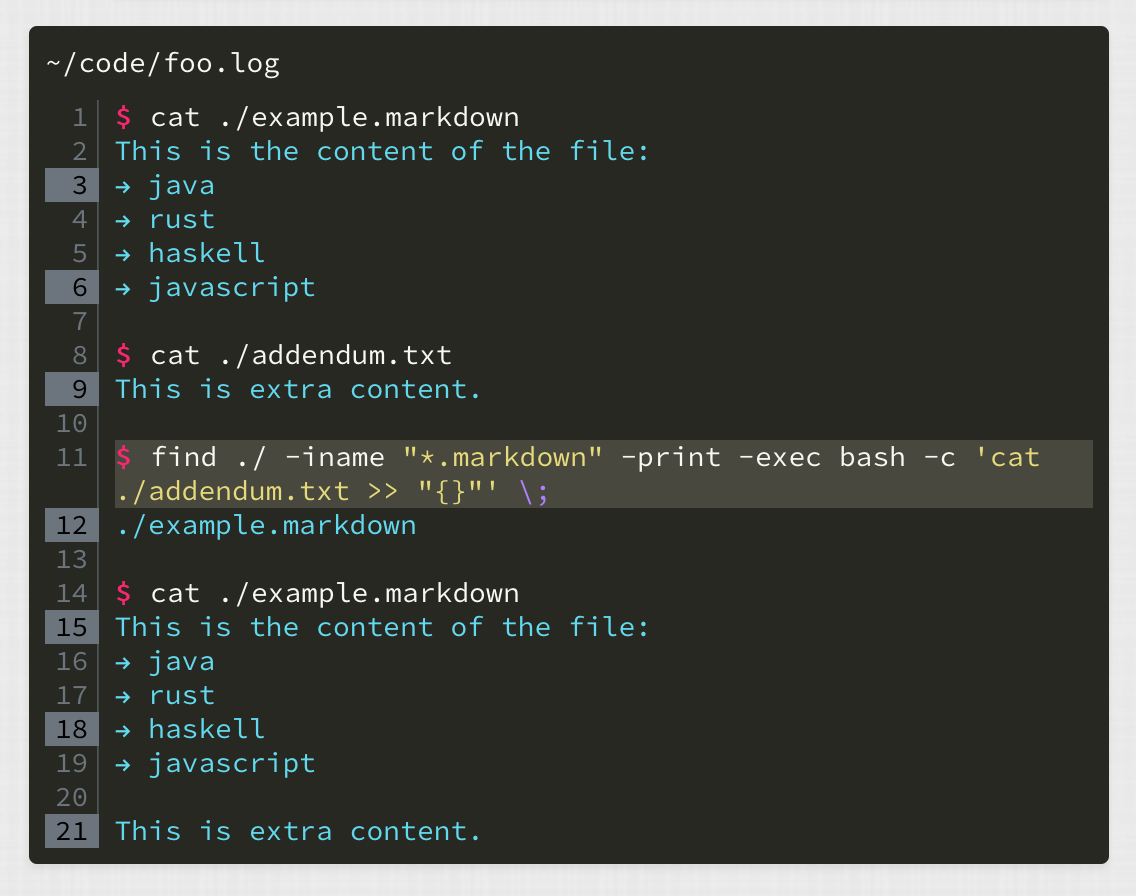 ~/code/foo.log
1 $ cat ./example.markdown
2 This is the content of the file:
3 → java
4 → rust
5 → haskell
6 → javascript
7
8 $ cat ./addendum.txt
9 This is extra content.
10
11 $ find ./ -iname "*.markdown" -print -exec bash -c 'cat
./addendum.txt >> "{}"' \;
12 ./example.markdown
13
14 $ cat ./example.markdown
15 This is the content of the file:
16 → java
17 → rust
18 → haskell
19 → javascript
20
21 This is extra content.